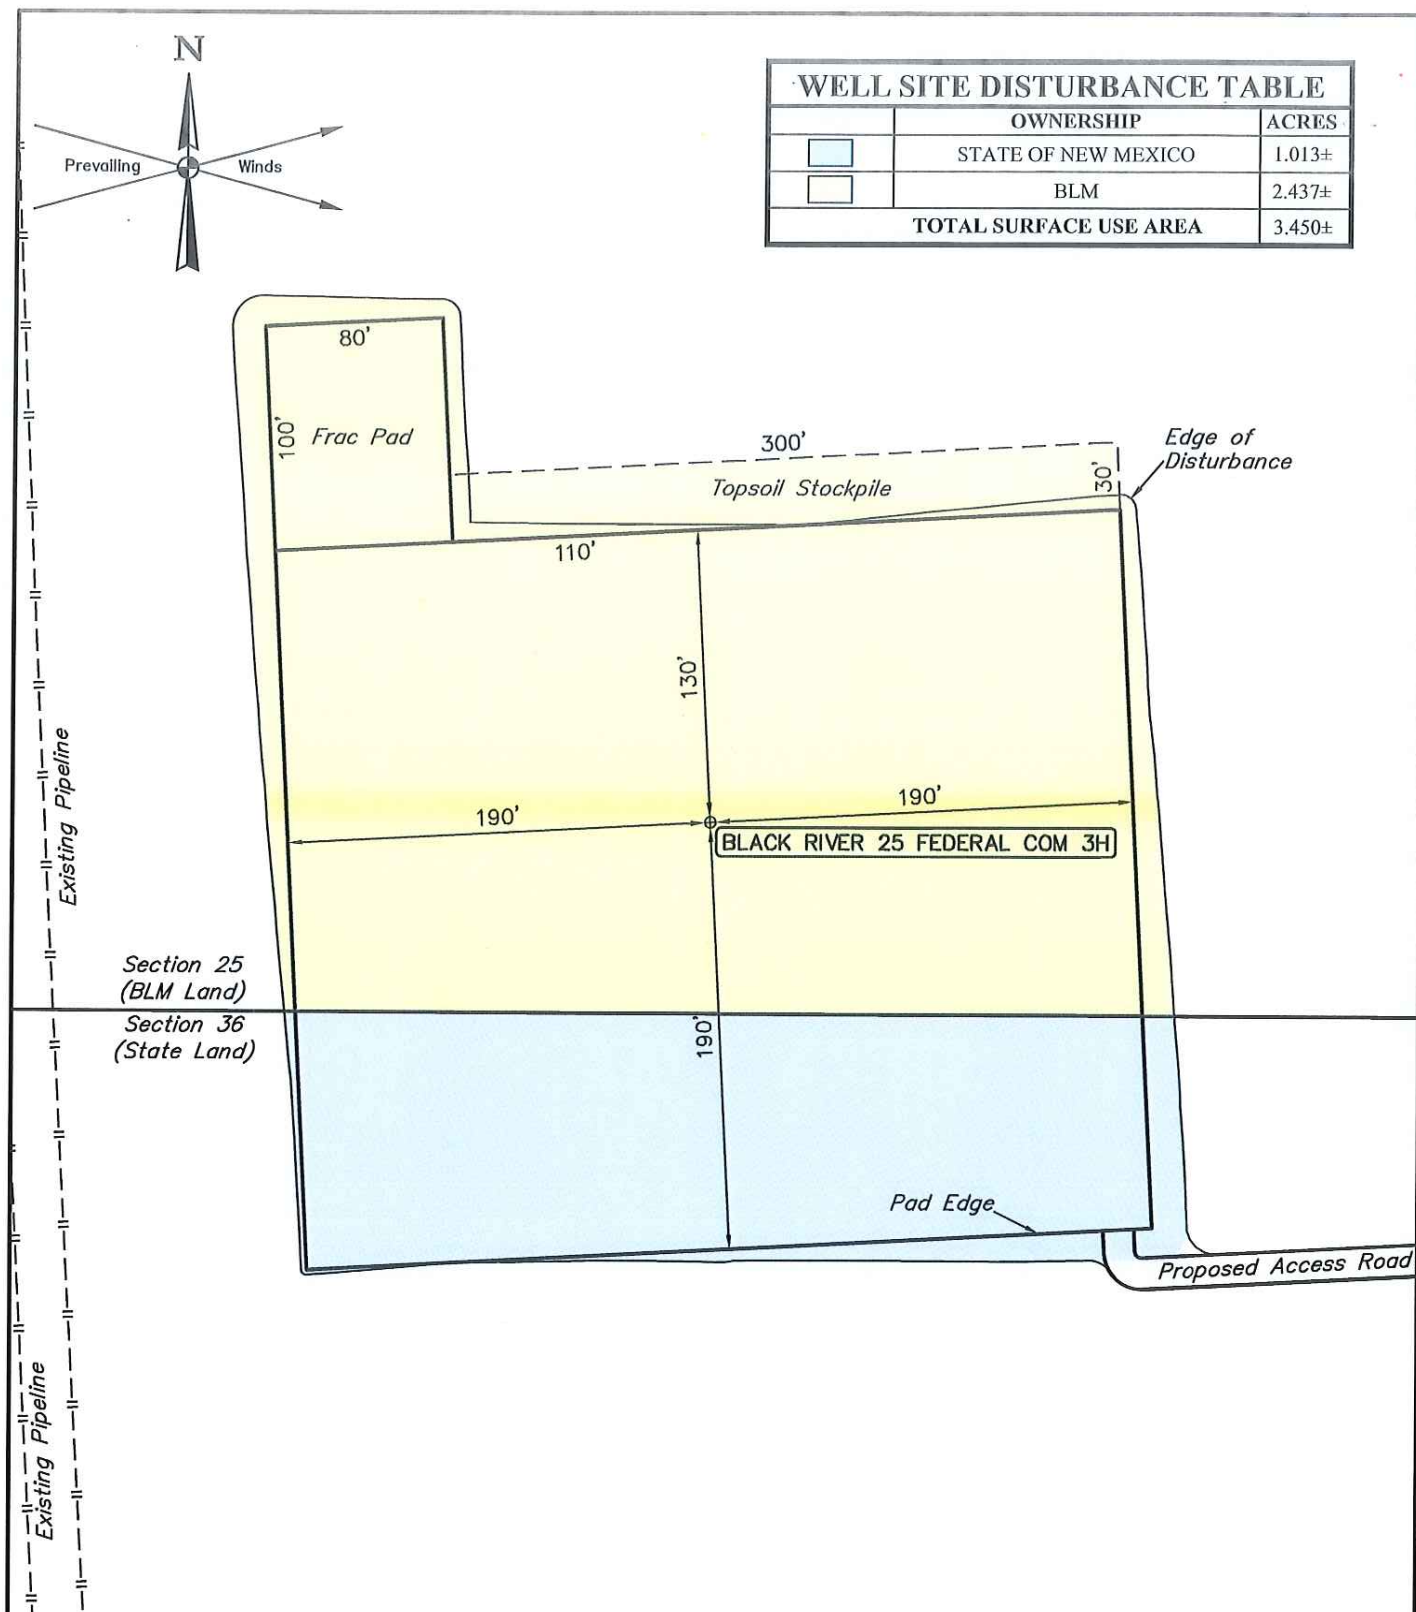 N
Prevailing Winds
WELL SITE DISTURBANCE TABLE
OWNERSHIP ACRES
STATE OF NEW MEXICO 1.013±
BLM 2.437±
TOTAL SURFACE USE AREA 3.450±
80'
100'
Frac Pad
300'
Topsoil Stockpile
30'
Edge of
Disturbance
110'
130'
190'
190'
BLACK RIVER 25 FEDERAL COM 3H
Existing Pipeline
Section 25
(BLM Land)
Section 36
(State Land)
190'
Pad Edge
Proposed Access Road
Existing Pipeline